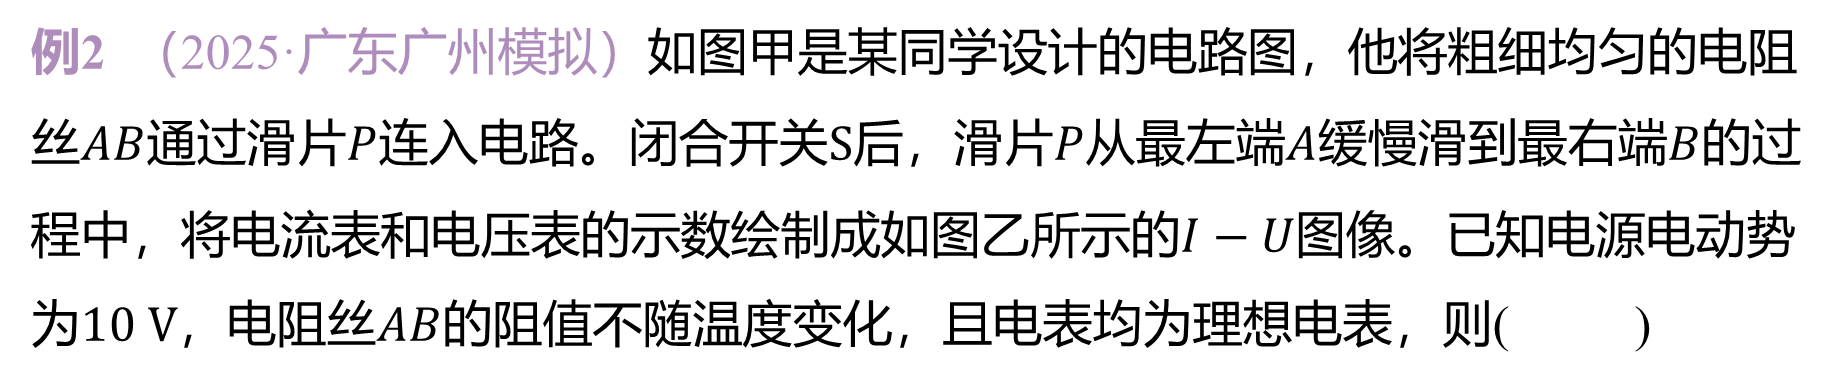 例2 （2025·广东广州模拟）如图甲是某同学设计的电路图，他将粗细均匀的电阻
丝AB通过滑片P连入电路。闭合开关S后，滑片P从最左端A缓慢滑到最右端B的过
程中，将电流表和电压表的示数绘制成如图乙所示的I － U图像。已知电源电动势
为10 V，电阻丝AB的阻值不随温度变化，且电表均为理想电表，则(　　)